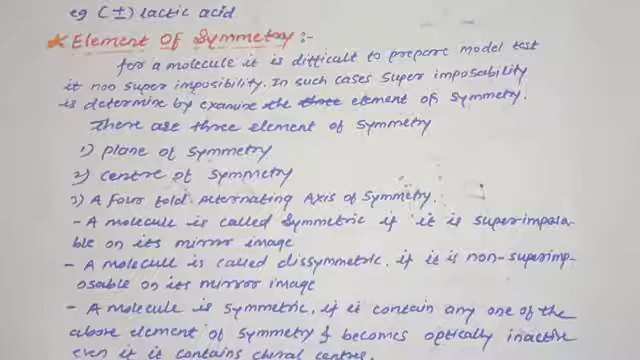 eg (±) lactic acid
* Element Of Symmetry :-
for a molecule it is difficult to prepare model test
it non super imposibility. In such cases super imposability
is determine by examine the three element of symmetry.
There are three element of symmetry
1) plane of symmetry
2) centre of symmetry
3) A four fold Alternating Axis of symmetry.
- A molecule is called symmetric if it is superimposa-
ble on its mirror image
- A molecule is called dissymmetric, if it is non-superimp-
osable on its mirror image
- A molecule is symmetric, if it contain any one of the
above element of symmetry & becomes optically inactive
even if it contains chiral centres.